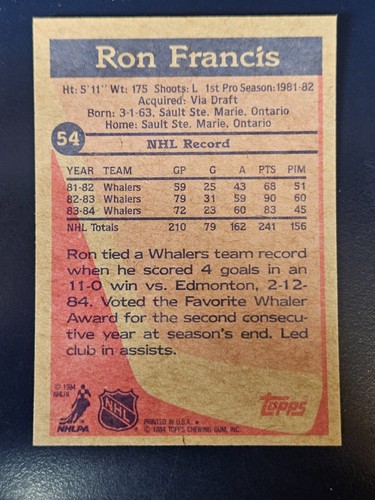 Ron Francis
Ht: 5'11" Wt: 175 Shoots: L 1st Pro Season: 1981-82
Acquired: Via Draft
Born: 3-1-63, Sault Ste. Marie, Ontario
Home: Sault Ste. Marie, Ontario
54
NHL Record
YEAR TEAM GP G A PTS PIM
81-82 Whalers 59 25 43 68 51
82-83 Whalers 79 31 59 90 60
83-84 Whalers 72 23 60 83 45
NHL Totals 210 79 162 241 156
Ron tied a Whalers team record
when he scored 4 goals in an
11-0 win vs. Edmonton, 2-12-
84. Voted the Favorite Whaler
Award for the second consecu-
tive year at season's end. Led
club in assists.
© 1984
NHLPA
NHLPA
NHL
TOPPS
PRINTED IN U.S.A.
© 1984 TOPPS CHEWING GUM, INC.